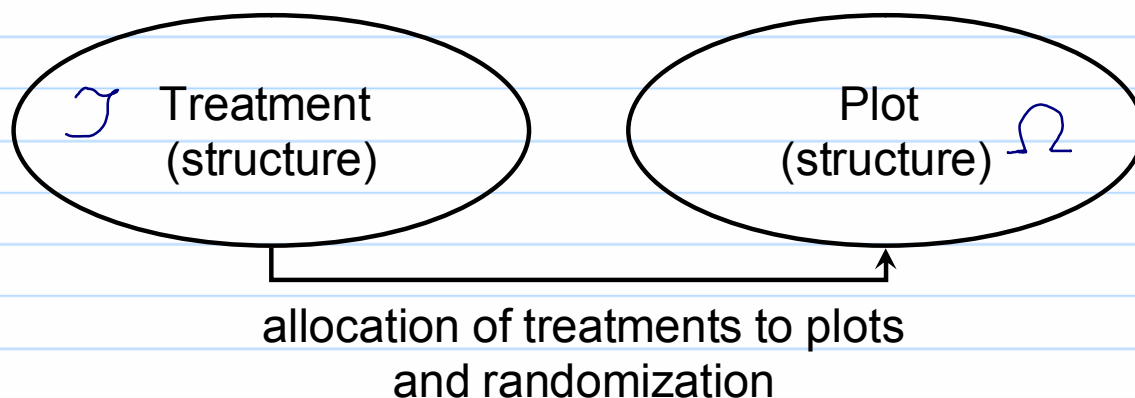 𝒯 Treatment
(structure)
Plot
(structure) Ω
allocation of treatments to plots
and randomization